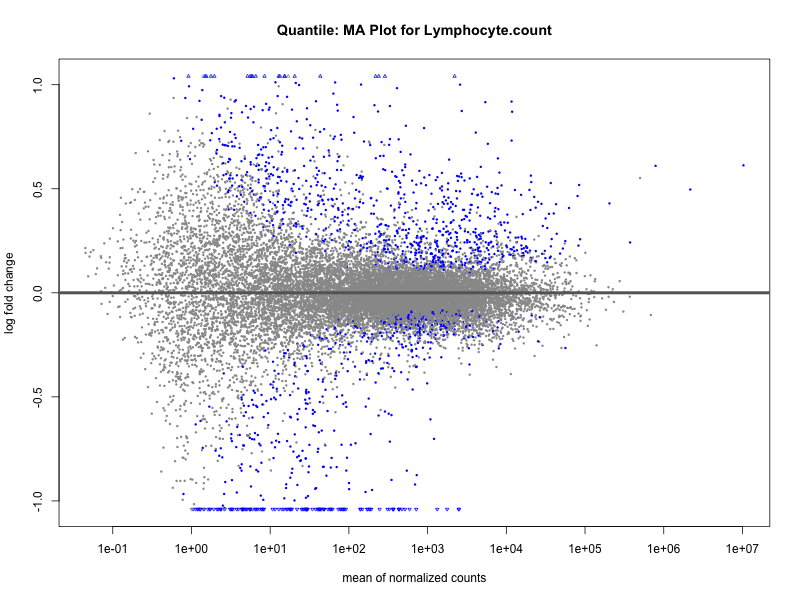 Quantile: MA Plot for Lymphocyte.count
log fold change
1.0
0.5
0.0
-0.5
-1.0
1e-01 1e+00 1e+01 1e+02 1e+03 1e+04 1e+05 1e+06 1e+07
mean of normalized counts